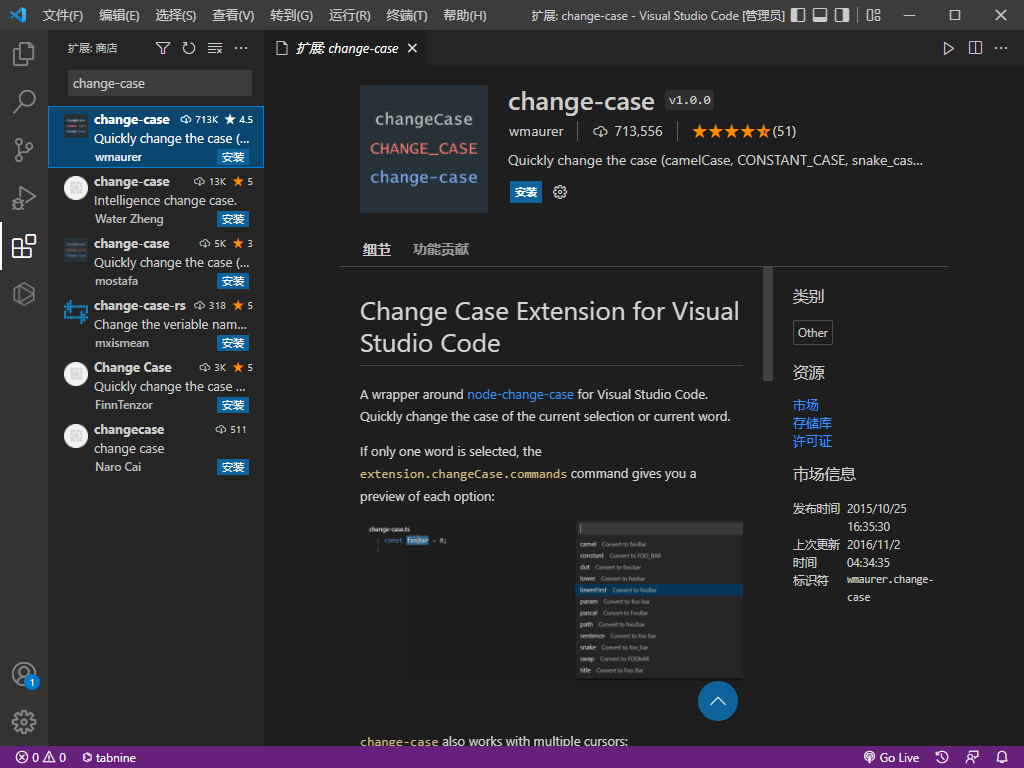 文件(F) 编辑(E) 选择(S) 查看(V) 转到(G) 运行(R) 终端(T) 帮助(H) 扩展: change-case - Visual Studio Code [管理员]
扩展: 商店
change-case
change-case 713K ★ 4.5
Quickly change the case (...
wmaurer 安装
change-case 13K ★ 5
Intelligence change case.
Water Zheng 安装
change-case 5K ★ 3
Quickly change the case (...
mostafa 安装
change-case-rs 318 ★ 5
Change the veriable nam...
mxismean 安装
Change Case 3K ★ 5
Quickly change the case ...
FinnTenzor 安装
changecase 511
change case
Naro Cai 安装
1
扩展: change-case
changeCase
CHANGE_CASE
change-case
change-case v1.0.0
wmaurer 713,556 (51)
Quickly change the case (camelCase, CONSTANT_CASE, snake_cas...
安装
细节 功能贡献
Change Case Extension for Visual
Studio Code
A wrapper around node-change-case for Visual Studio Code.
Quickly change the case of the current selection or current word.
If only one word is selected, the
extension.changeCase.commands command gives you a
preview of each option:
change-case.ts
1 const fooBar = 0;
2
camel Convert to fooBar
constant Convert to FOO_BAR
dot Convert to foo.bar
lower Convert to foobar
lowerFirst Convert to fooBar
param Convert to foo-bar
pascal Convert to FooBar
path Convert to foo/bar
sentence Convert to Foo bar
snake Convert to foo_bar
swap Convert to FOObAR
title Convert to Foo Bar
change-case also works with multiple cursors:
类别
Other
资源
市场
存储库
许可证
市场信息
发布时间 2015/10/25
16:35:30
上次更新 2016/11/2
时间 04:34:35
标识符 wmaurer.change-
case
0 0 tabnine Go Live